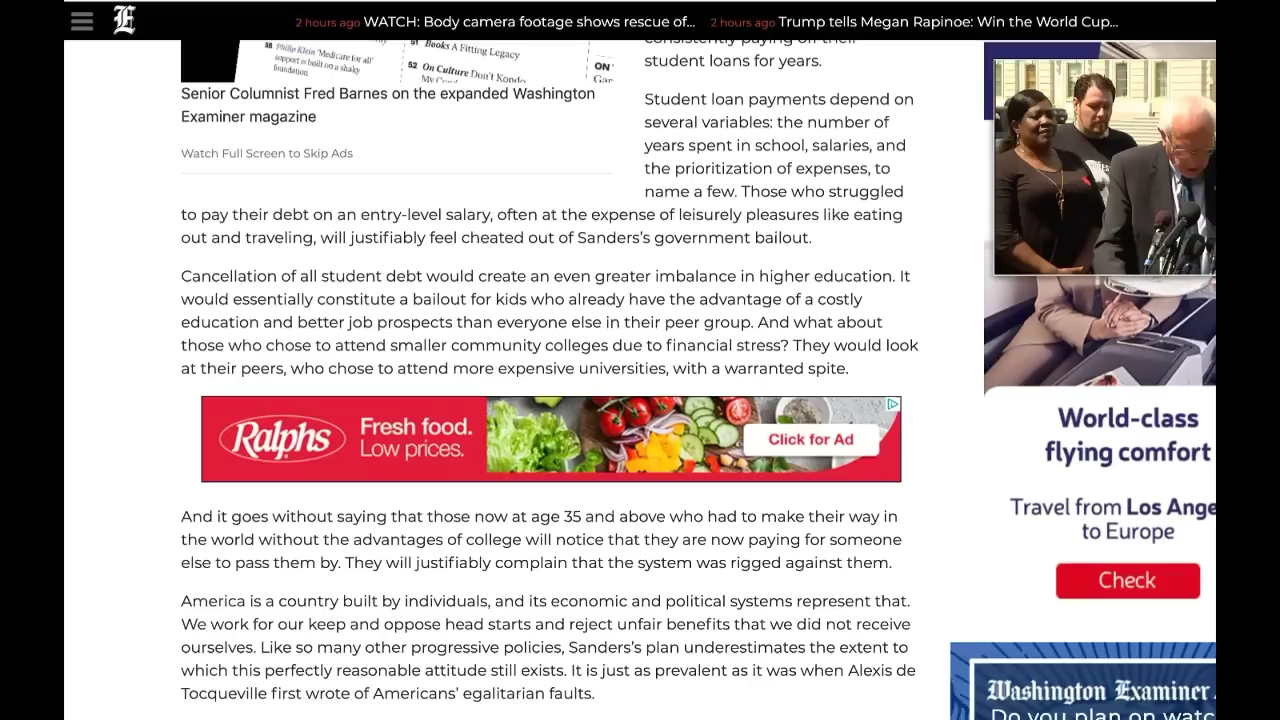 2 hours ago WATCH: Body camera footage shows rescue of... 2 hours ago Trump tells Megan Rapinoe: Win the World Cup...
58 Philip Klein 'Medicare for all'
support is built on a shaky
foundation
51 Books A Fitting Legacy
52 On Culture Don't Kondo
ON
Senior Columnist Fred Barnes on the expanded Washington
Examiner magazine
Watch Full Screen to Skip Ads
consistently paying off their
student loans for years.
Student loan payments depend on
several variables: the number of
years spent in school, salaries, and
the prioritization of expenses, to
name a few. Those who struggled
to pay their debt on an entry-level salary, often at the expense of leisurely pleasures like eating
out and traveling, will justifiably feel cheated out of Sanders's government bailout.
Cancellation of all student debt would create an even greater imbalance in higher education. It
would essentially constitute a bailout for kids who already have the advantage of a costly
education and better job prospects than everyone else in their peer group. And what about
those who chose to attend smaller community colleges due to financial stress? They would look
at their peers, who chose to attend more expensive universities, with a warranted spite.
Ralphs
Fresh food.
Low prices.
Click for Ad
And it goes without saying that those now at age 35 and above who had to make their way in
the world without the advantages of college will notice that they are now paying for someone
else to pass them by. They will justifiably complain that the system was rigged against them.
America is a country built by individuals, and its economic and political systems represent that.
We work for our keep and oppose head starts and reject unfair benefits that we did not receive
ourselves. Like so many other progressive policies, Sanders's plan underestimates the extent to
which this perfectly reasonable attitude still exists. It is just as prevalent as it was when Alexis de
Tocqueville first wrote of Americans' egalitarian faults.
World-class
flying comfort
Travel from Los Ange
to Europe
Check
Washington Examiner
Do you plan on watc